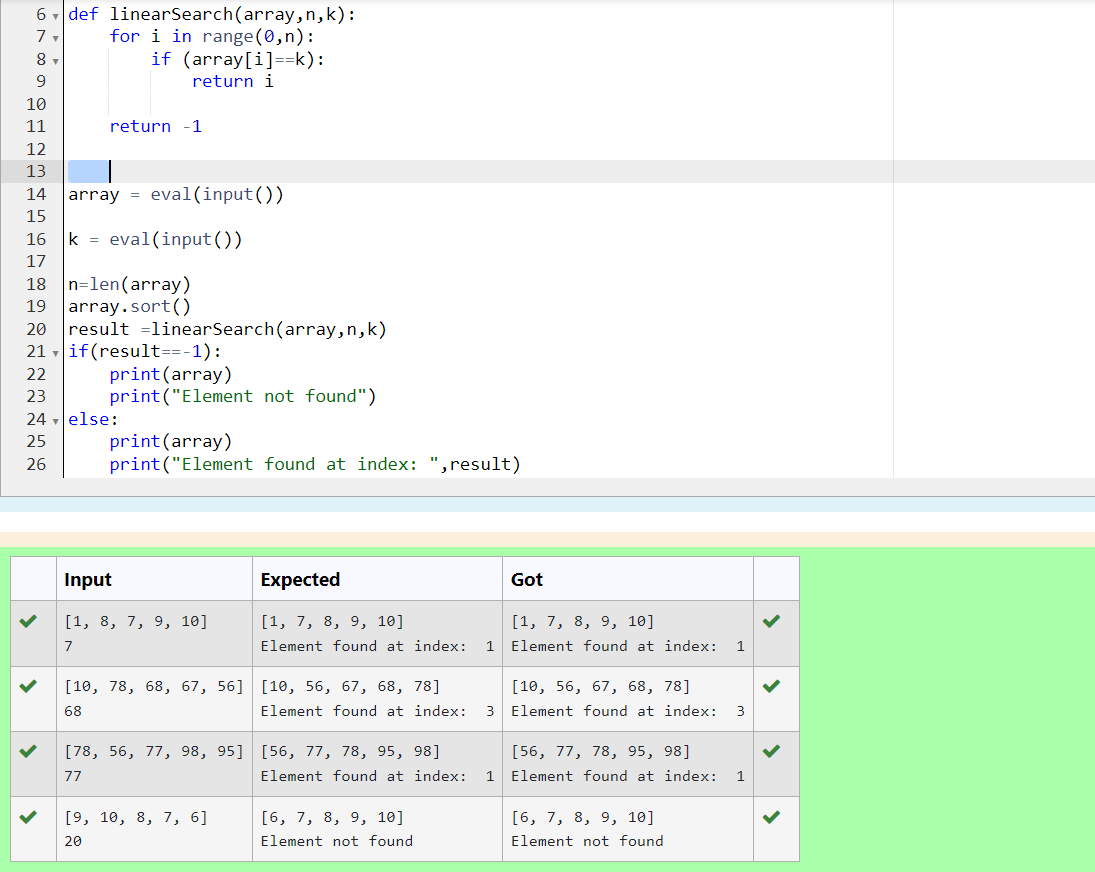 6 def linearSearch(array,n,k):
7     for i in range(0,n):
8         if (array[i]==k):
9             return i
10
11     return -1
12
13
14 array = eval(input())
15
16 k = eval(input())
17
18 n=len(array)
19 array.sort()
20 result =linearSearch(array,n,k)
21 if(result==-1):
22     print(array)
23     print("Element not found")
24 else:
25     print(array)
26     print("Element found at index: ",result)
Input Expected Got
[1, 8, 7, 9, 10] [1, 7, 8, 9, 10] [1, 7, 8, 9, 10]
7 Element found at index:  1 Element found at index:  1
[10, 78, 68, 67, 56] [10, 56, 67, 68, 78] [10, 56, 67, 68, 78]
68 Element found at index:  3 Element found at index:  3
[78, 56, 77, 98, 95] [56, 77, 78, 95, 98] [56, 77, 78, 95, 98]
77 Element found at index:  1 Element found at index:  1
[9, 10, 8, 7, 6] [6, 7, 8, 9, 10] [6, 7, 8, 9, 10]
20 Element not found Element not found